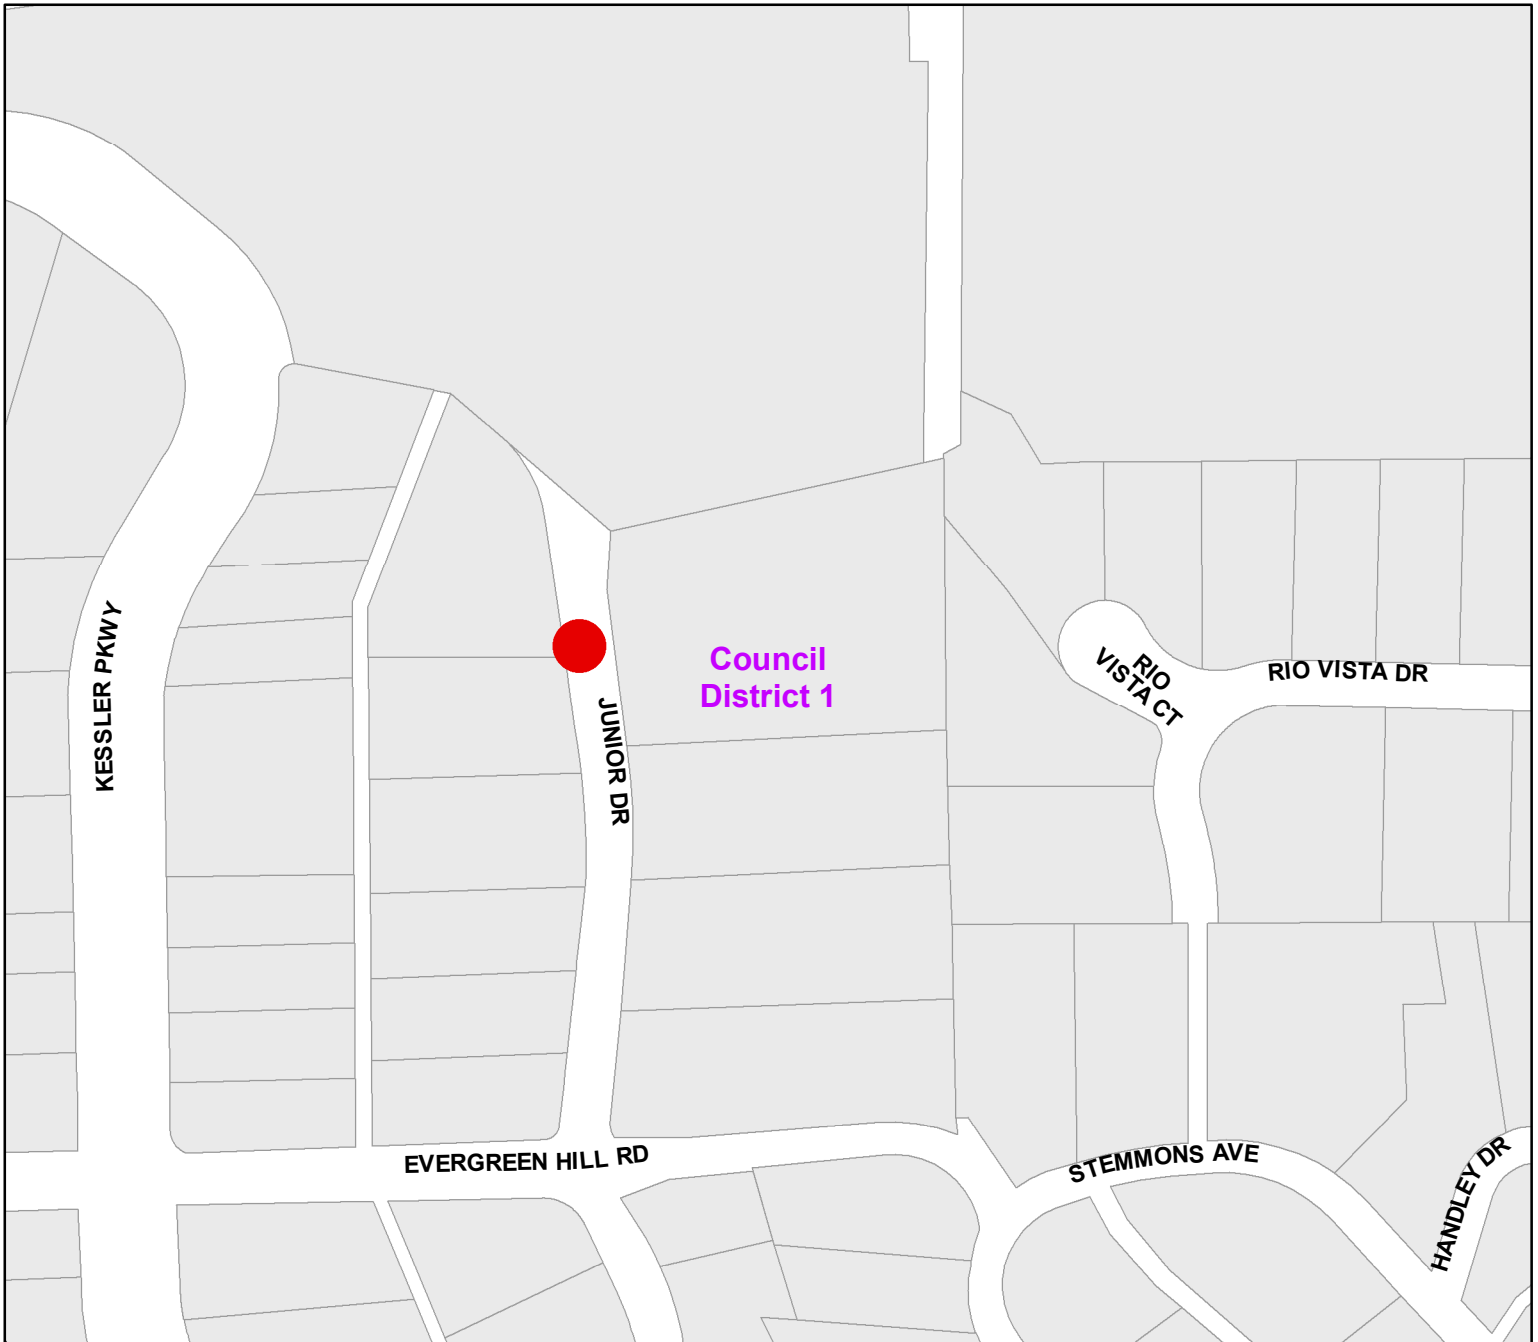 KESSLER PKWY
JUNIOR DR
Council
District 1
RIO
VISTA CT
RIO VISTA DR
EVERGREEN HILL RD
STEMMONS AVE
HANDLEY DR